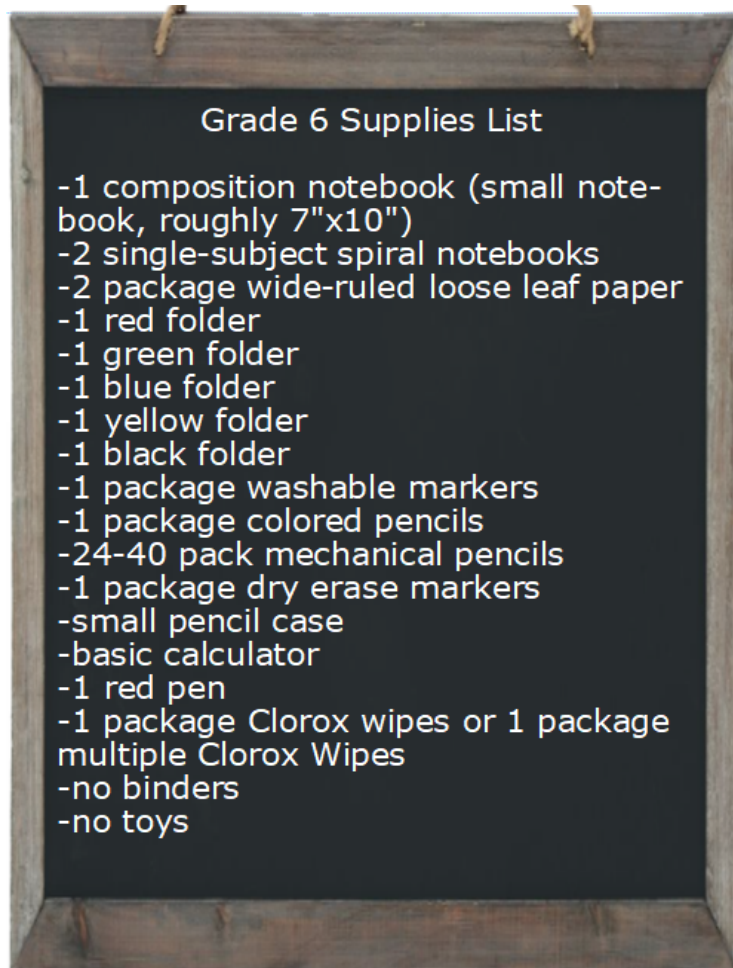 Grade 6 Supplies List
-1 composition notebook (small note-
book, roughly 7"x10")
-2 single-subject spiral notebooks
-2 package wide-ruled loose leaf paper
-1 red folder
-1 green folder
-1 blue folder
-1 yellow folder
-1 black folder
-1 package washable markers
-1 package colored pencils
-24-40 pack mechanical pencils
-1 package dry erase markers
-small pencil case
-basic calculator
-1 red pen
-1 package Clorox wipes or 1 package
multiple Clorox Wipes
-no binders
-no toys